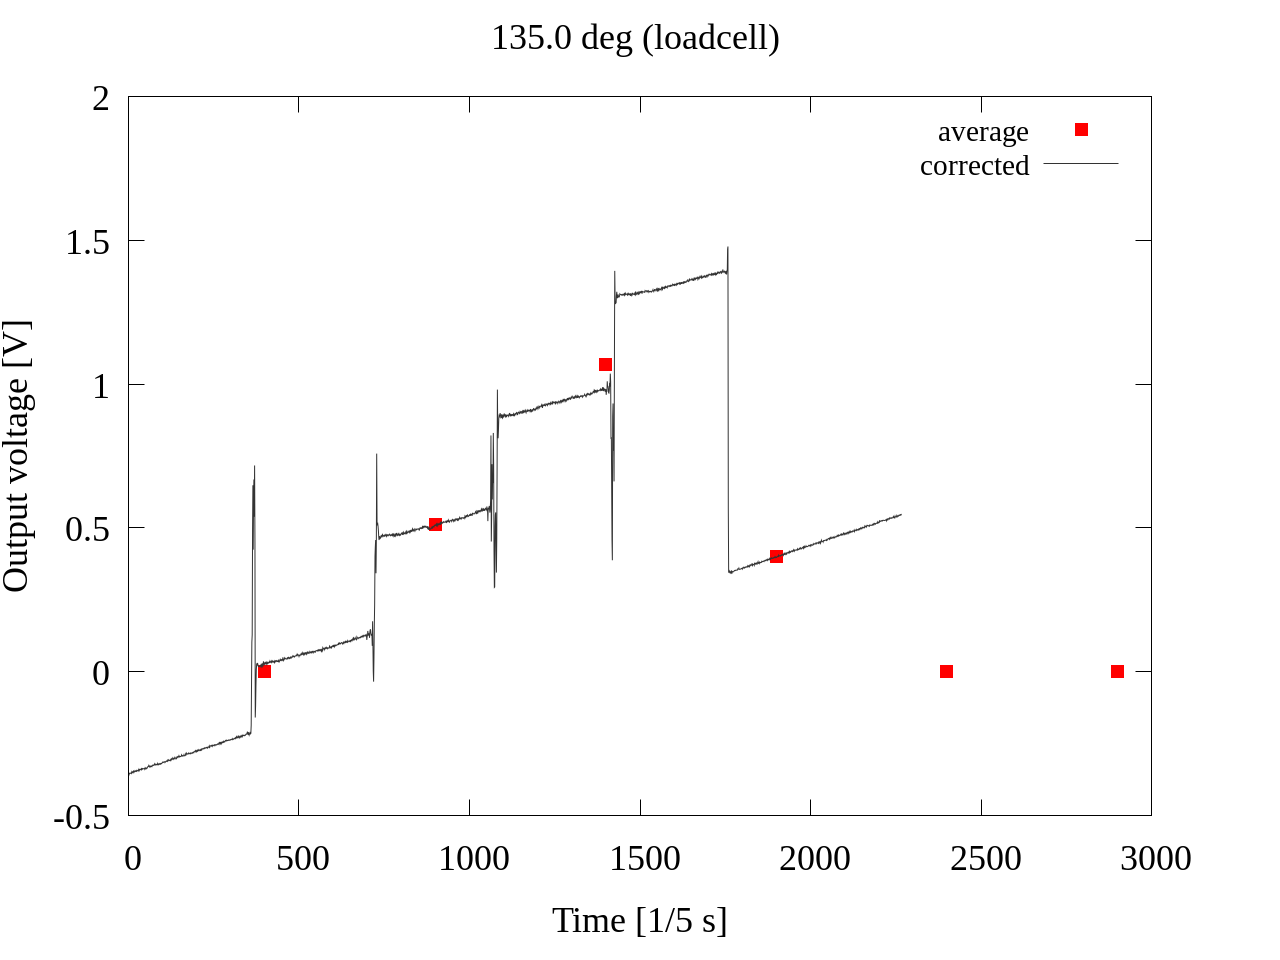 135.0 deg (loadcell)
average
corrected
2
1.5
1
0.5
0
-0.5
Output voltage [V]
0 500 1000 1500 2000 2500 3000
Time [1/5 s]